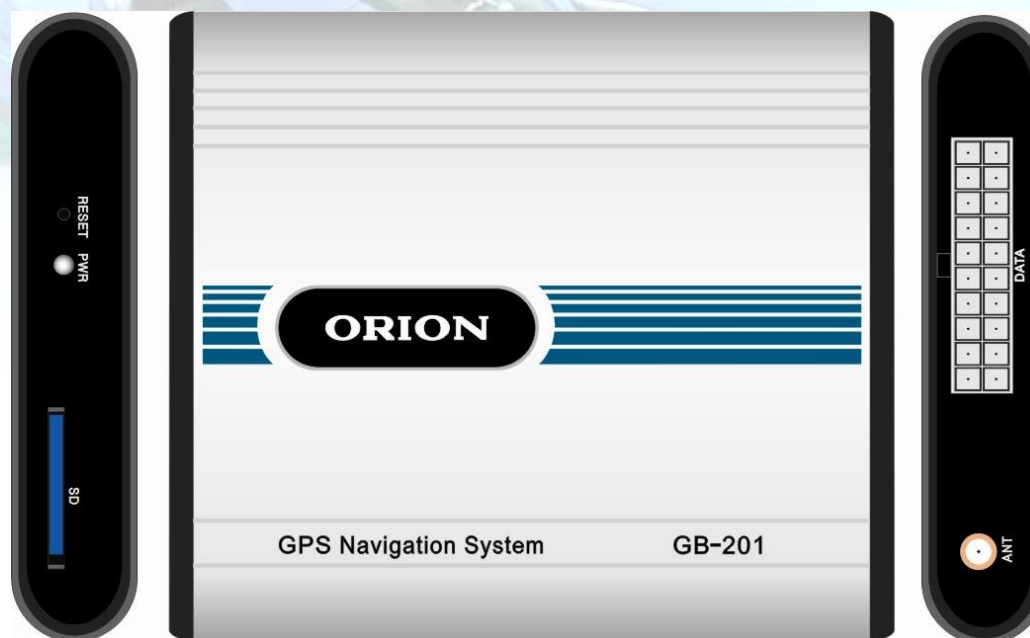 RESET
PWR
SD
ORION
GPS Navigation System GB-201
DATA
ANT